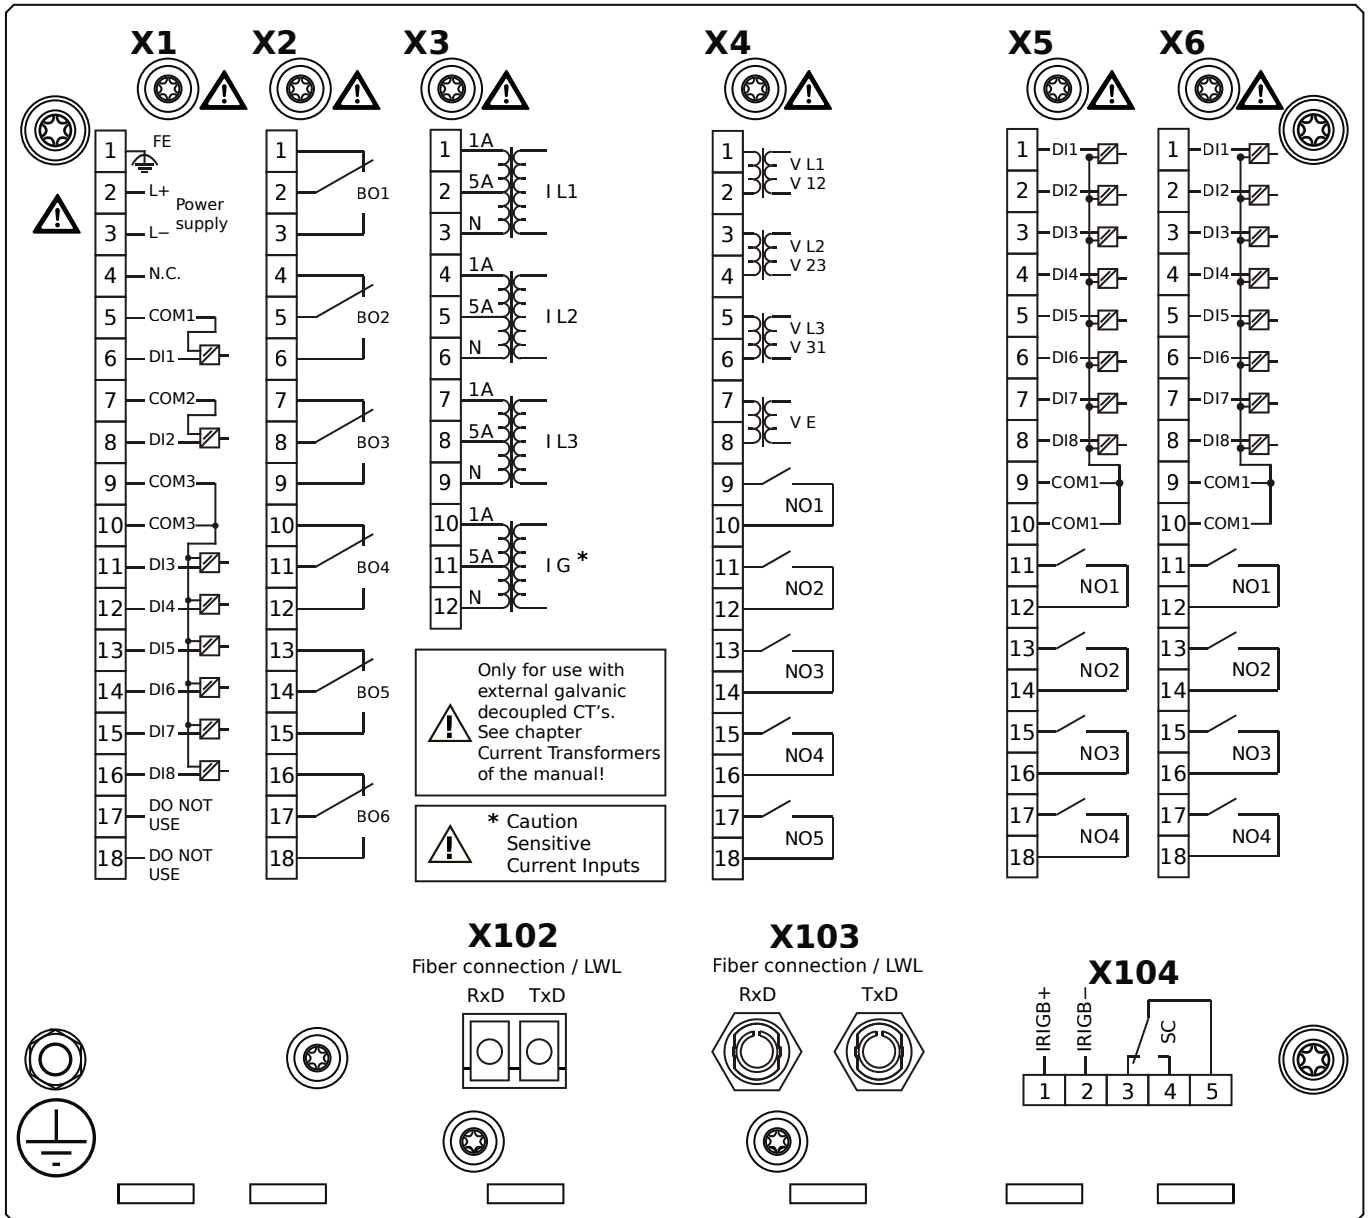 X1
X2
X3
X4
X5
X6
1 FE
2 L+
Power
supply
3 L−
4 N.C.
5 COM1
6 DI1
7 COM2
8 DI2
9 COM3
10 COM3
11 DI3
12 DI4
13 DI5
14 DI6
15 DI7
16 DI8
17 DO NOT
USE
18 DO NOT
USE
1
2 BO1
3
4
5 BO2
6
7
8 BO3
9
10
11 BO4
12
13
14 BO5
15
16
17 BO6
18
1 1A
2 5A I L1
3 N
4 1A
5 5A I L2
6 N
7 1A
8 5A I L3
9 N
10 1A
11 5A I G *
12 N
Only for use with
external galvanic
decoupled CT's.
See chapter
Current Transformers
of the manual!
* Caution
Sensitive
Current Inputs
1 V L1
2 V 12
3 V L2
4 V 23
5 V L3
6 V 31
7 V E
8
9
10 NO1
11
12 NO2
13
14 NO3
15
16 NO4
17
18 NO5
1 DI1
2 DI2
3 DI3
4 DI4
5 DI5
6 DI6
7 DI7
8 DI8
9 COM1
10 COM1
11
12 NO1
13
14 NO2
15
16 NO3
17
18 NO4
1 DI1
2 DI2
3 DI3
4 DI4
5 DI5
6 DI6
7 DI7
8 DI8
9 COM1
10 COM1
11
12 NO1
13
14 NO2
15
16 NO3
17
18 NO4
X102
Fiber connection / LWL
RxD TxD
X103
Fiber connection / LWL
RxD TxD
X104
IRIGB+
IRIGB−
SC
1 2 3 4 5